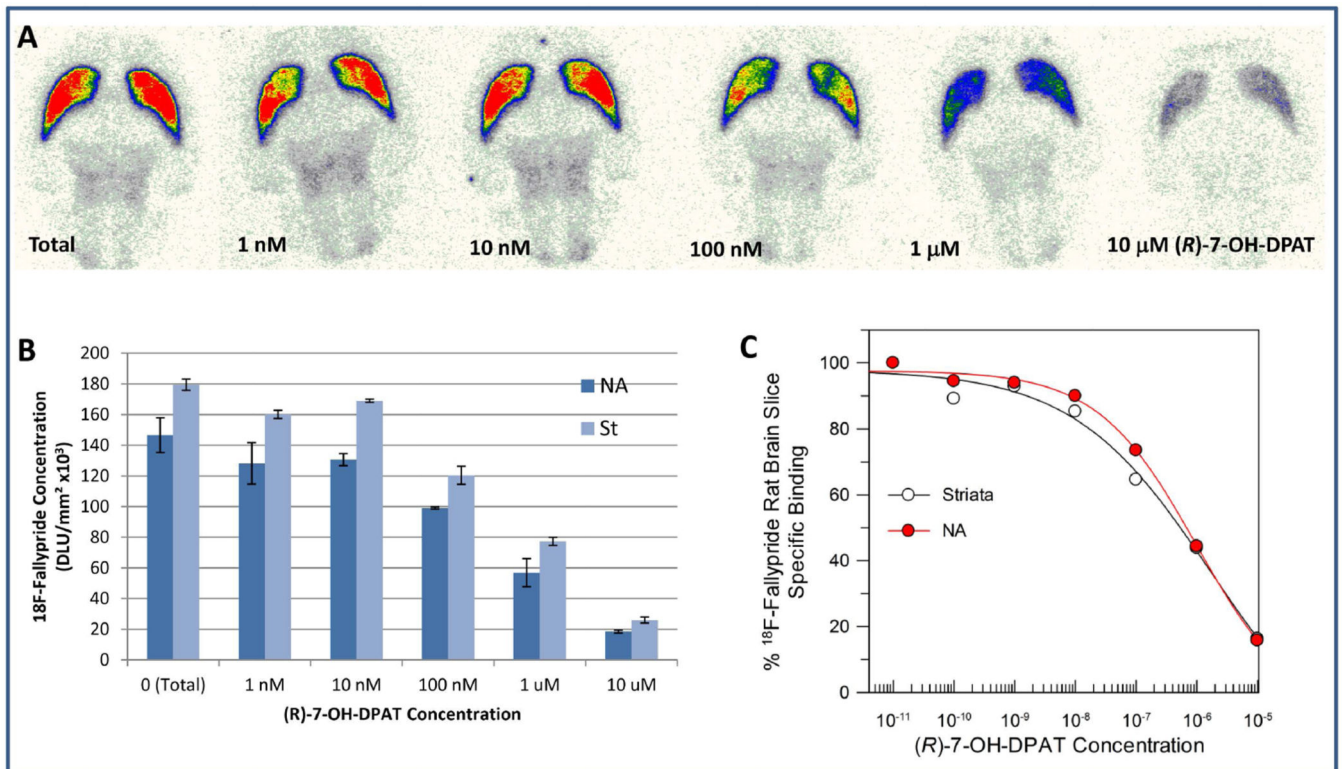 A
Total
1 nM
10 nM
100 nM
1 μM
10 μM (R)-7-OH-DPAT
B
18F-Fallypride Concentration
(DLU/mm² x10³)
200
180
160
140
120
100
80
60
40
20
0
NA
St
0 (Total)
1 nM
10 nM
100 nM
1 uM
10 uM
(R)-7-OH-DPAT Concentration
C
% ¹⁸F-Fallypride Rat Brain Slice
Specific Binding
100
80
60
40
20
0
Striata
NA
10⁻¹¹
10⁻¹⁰
10⁻⁹
10⁻⁸
10⁻⁷
10⁻⁶
10⁻⁵
(R)-7-OH-DPAT Concentration